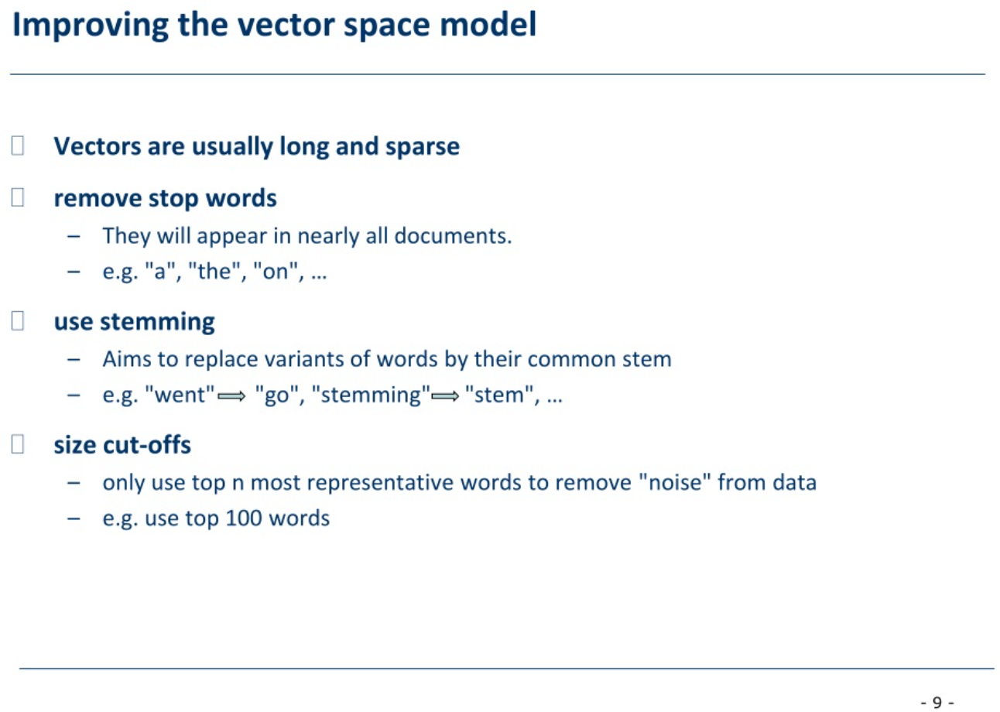 Improving the vector space model
Vectors are usually long and sparse
remove stop words
– They will appear in nearly all documents.
– e.g. "a", "the", "on", ...
use stemming
– Aims to replace variants of words by their common stem
– e.g. "went" ⟹ "go", "stemming" ⟹ "stem", ...
size cut-offs
– only use top n most representative words to remove "noise" from data
– e.g. use top 100 words
- 9 -